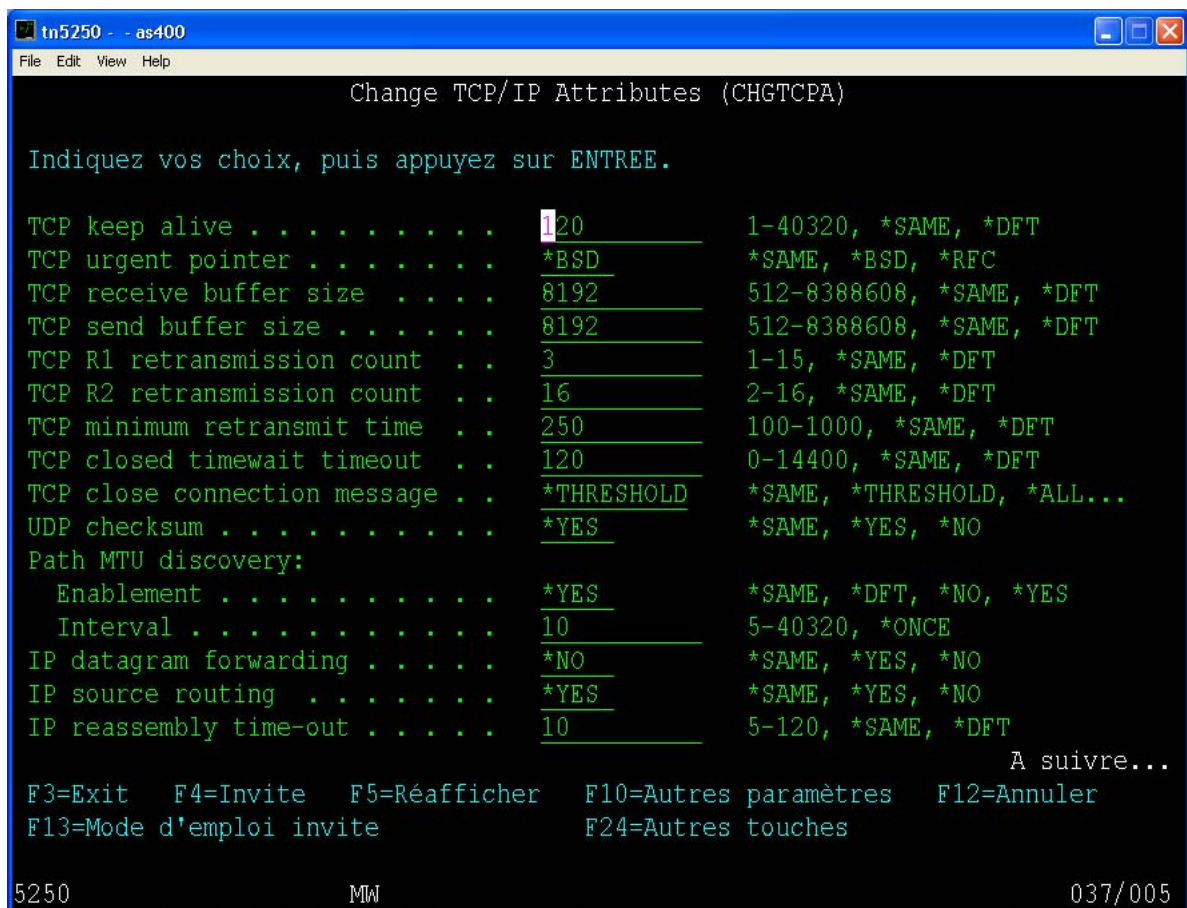 tn5250 - - as400
File Edit View Help
Change TCP/IP Attributes (CHGTCPA)
Indiquez vos choix, puis appuyez sur ENTREE.
TCP keep alive . . . . . . . . . 120 1-40320, *SAME, *DFT
TCP urgent pointer . . . . . . . *BSD *SAME, *BSD, *RFC
TCP receive buffer size . . . . 8192 512-8388608, *SAME, *DFT
TCP send buffer size . . . . . . 8192 512-8388608, *SAME, *DFT
TCP R1 retransmission count . . 3 1-15, *SAME, *DFT
TCP R2 retransmission count . . 16 2-16, *SAME, *DFT
TCP minimum retransmit time . . 250 100-1000, *SAME, *DFT
TCP closed timewait timeout . . 120 0-14400, *SAME, *DFT
TCP close connection message . . *THRESHOLD *SAME, *THRESHOLD, *ALL...
UDP checksum . . . . . . . . . . *YES *SAME, *YES, *NO
Path MTU discovery:
Enablement . . . . . . . . . . *YES *SAME, *DFT, *NO, *YES
Interval . . . . . . . . . . . 10 5-40320, *ONCE
IP datagram forwarding . . . . . *NO *SAME, *YES, *NO
IP source routing . . . . . . . *YES *SAME, *YES, *NO
IP reassembly time-out . . . . . 10 5-120, *SAME, *DFT
A suivre...
F3=Exit F4=Invite F5=Réafficher F10=Autres paramètres F12=Annuler
F13=Mode d'emploi invite F24=Autres touches
5250 MW 037/005